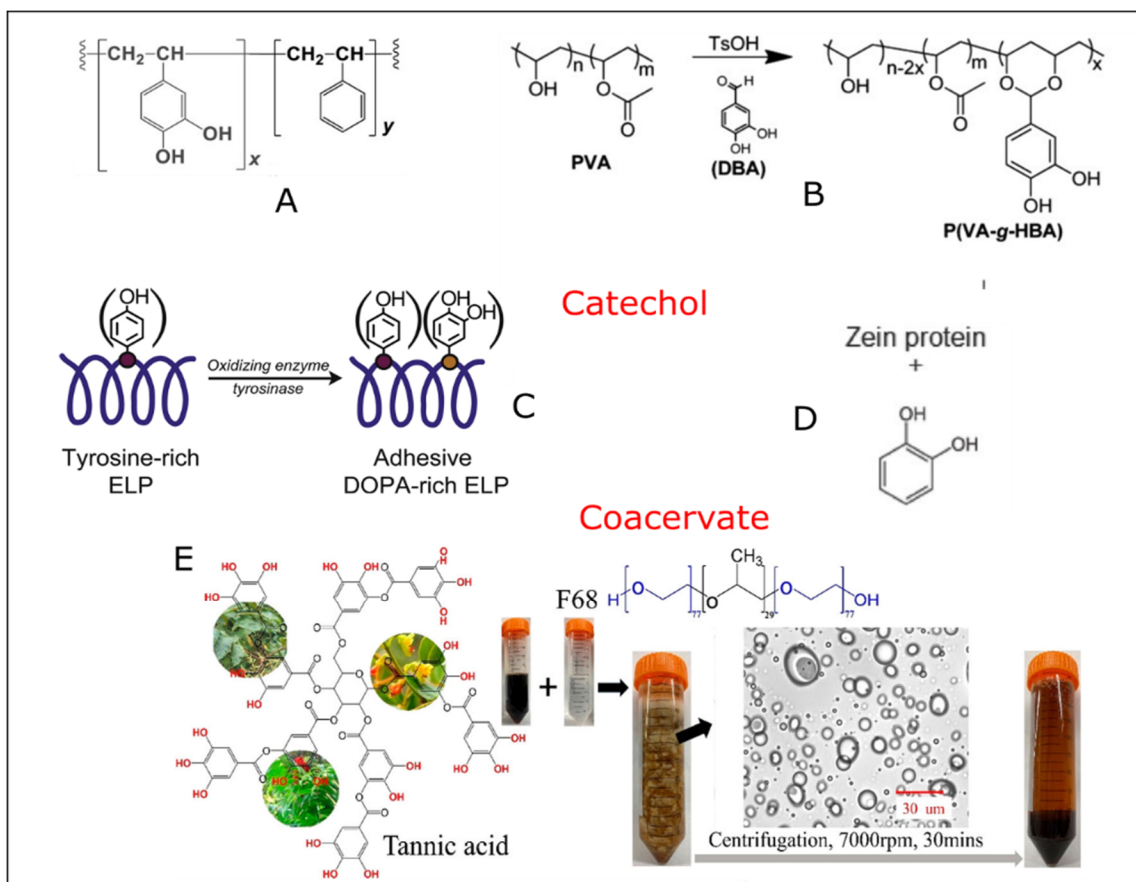 CH₂—CH
CH₂—CH
OH
OH
x
y
A
OH
n
m
O
O
PVA
TsOH
O
H
OH
OH
(DBA)
B
OH
n-2x
m
x
O
O
O
O
OH
OH
P(VA-g-HBA)
OH
Oxidizing enzyme
tyrosinase
OH
OH
OH
C
Tyrosine-rich
ELP
Adhesive
DOPA-rich ELP
Catechol
Zein protein
+
OH
OH
D
Coacervate
E
Tannic acid
F68
H
O
77
O
CH₃
29
O
77
OH
+
30 um
Centrifugation, 7000rpm, 30mins